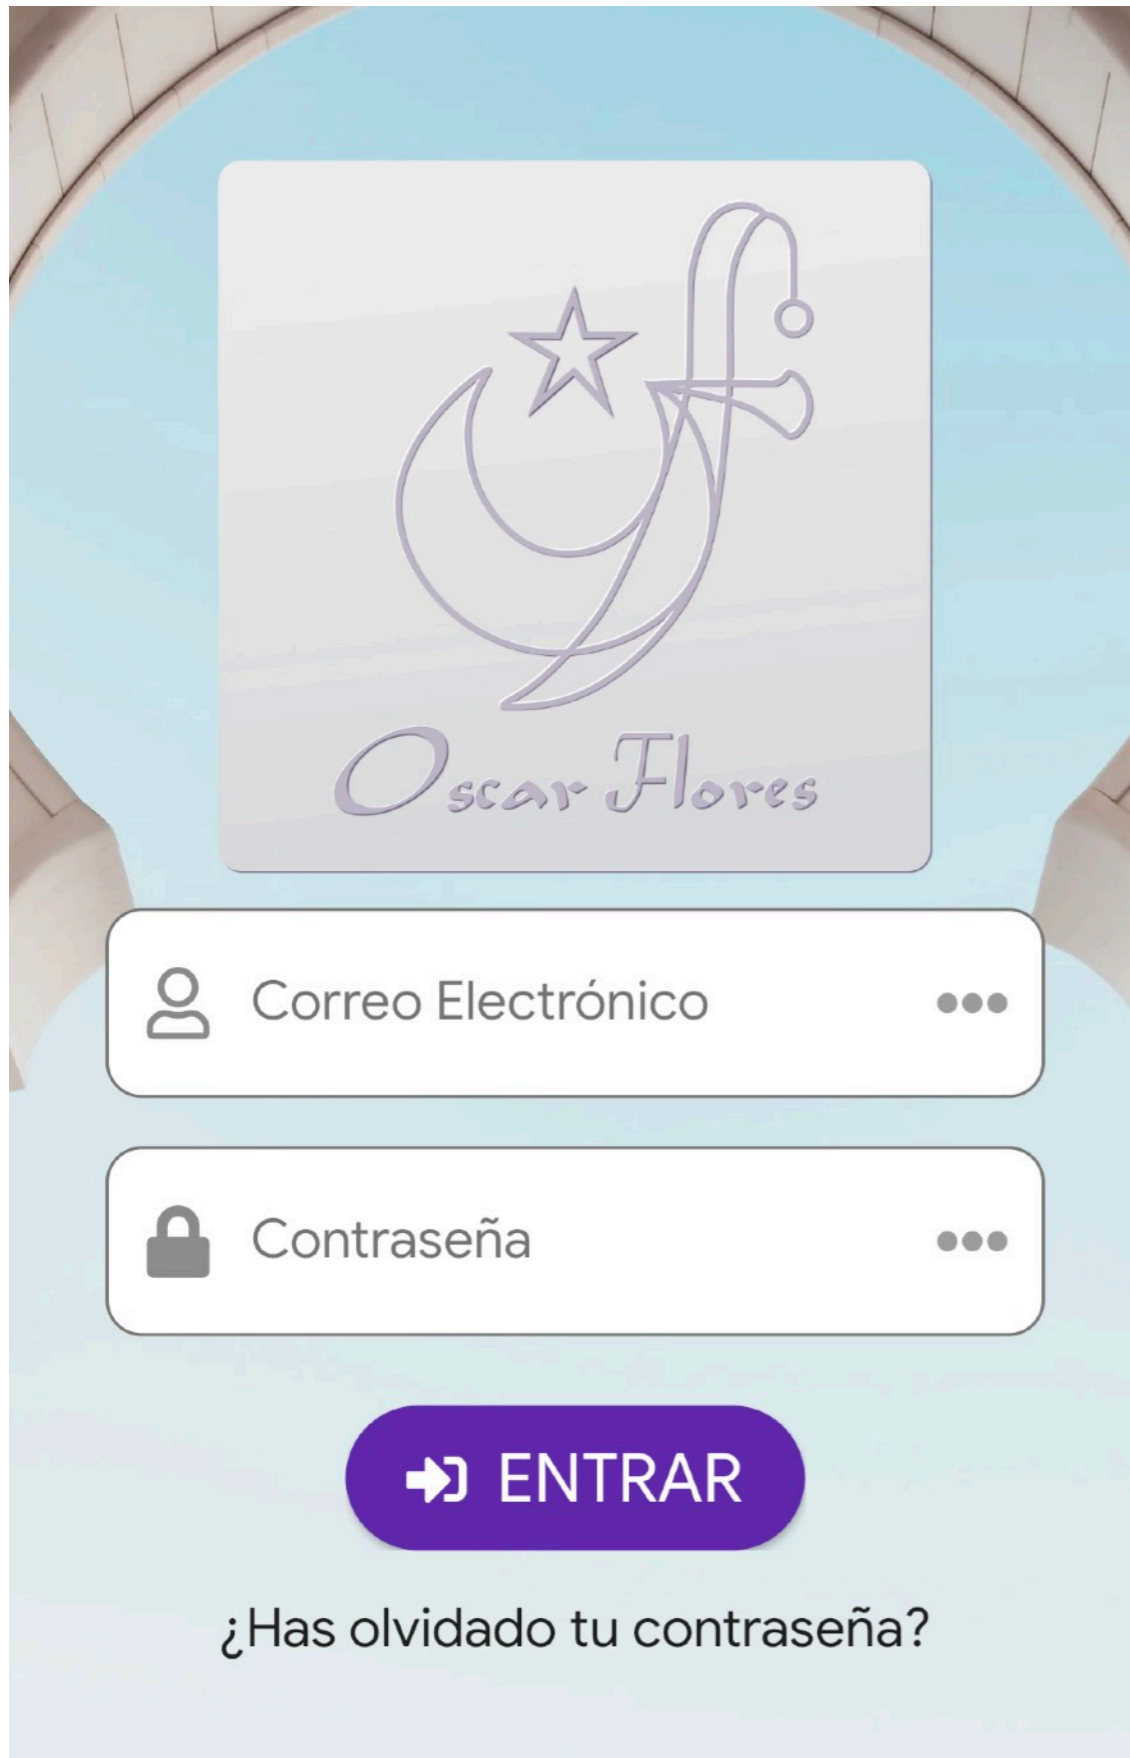 Oscar Flores
Correo Electrónico
Contraseña
ENTRAR
¿Has olvidado tu contraseña?